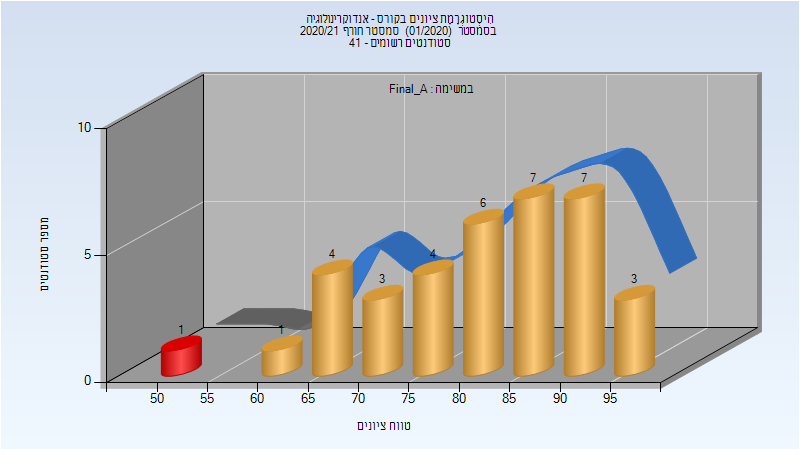 היסטוגרמת ציונים בקורס - אנדוקרינולוגיה
בסמסטר (01/2020) סמסטר חורף 2020/21
סטודנטים רשומים - 41
במשימה : Final_A
מספר סטודנטים
10
5
0
1
1
4
3
4
6
7
7
3
50 55 60 65 70 75 80 85 90 95
טווח ציונים